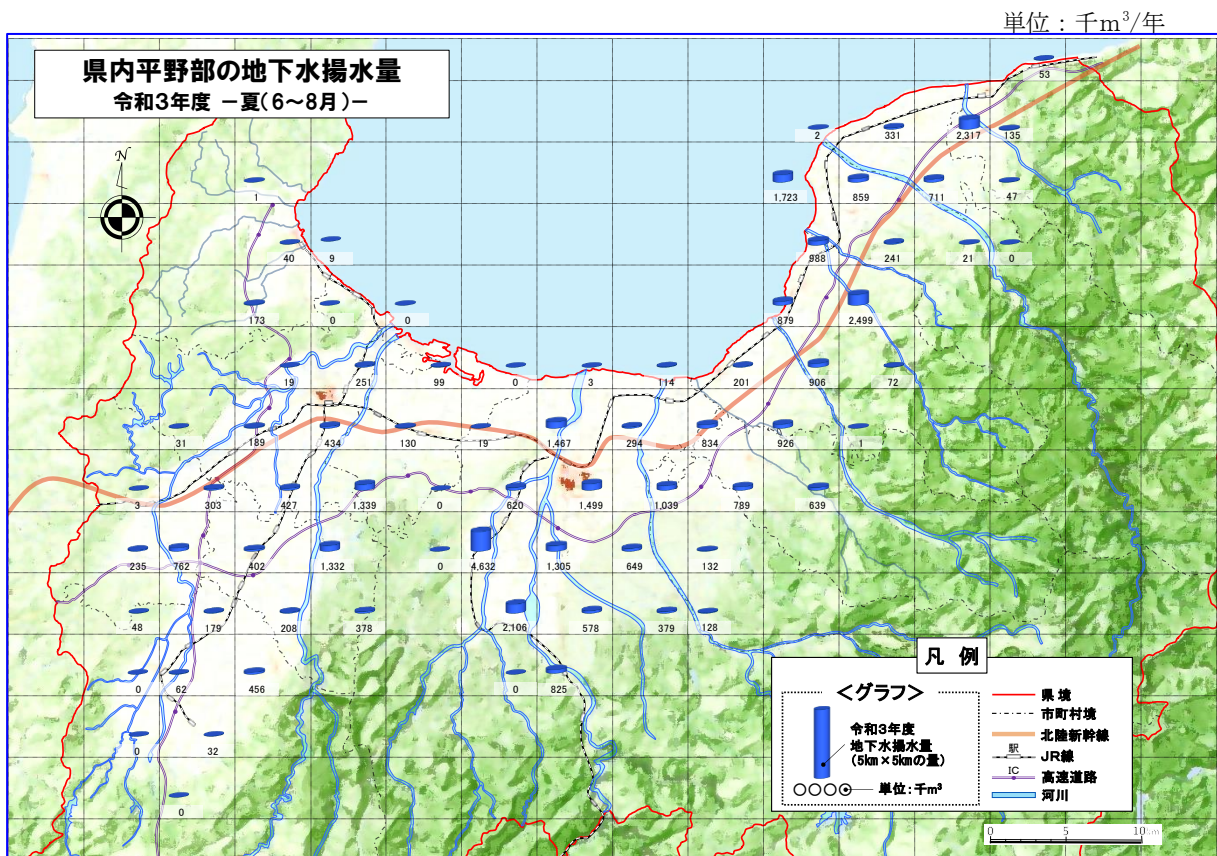 単位：千m³/年
県内平野部の地下水揚水量
令和3年度 －夏(6～8月)－
N
53
2 331 2,317 135
1 1,723 859 711 47
40 9 988 241 21 0
173 0 0 879 2,499
19 251 99 0 3 114 201 906 72
31 189 434 130 19 1,467 294 834 926 1
3 303 427 1,339 0 620 1,499 1,039 789 639
235 762 402 1,332 0 4,632 1,305 649 132
48 179 208 378 2,106 578 379 128
0 62 456 0 825
0 32
0
凡 例
＜グラフ＞
令和3年度
地下水揚水量
(5km×5kmの量)
○○○○ 単位：千m³
県境
市町村境
北陸新幹線
駅
JR線
IC
高速道路
河川
0 5 10km